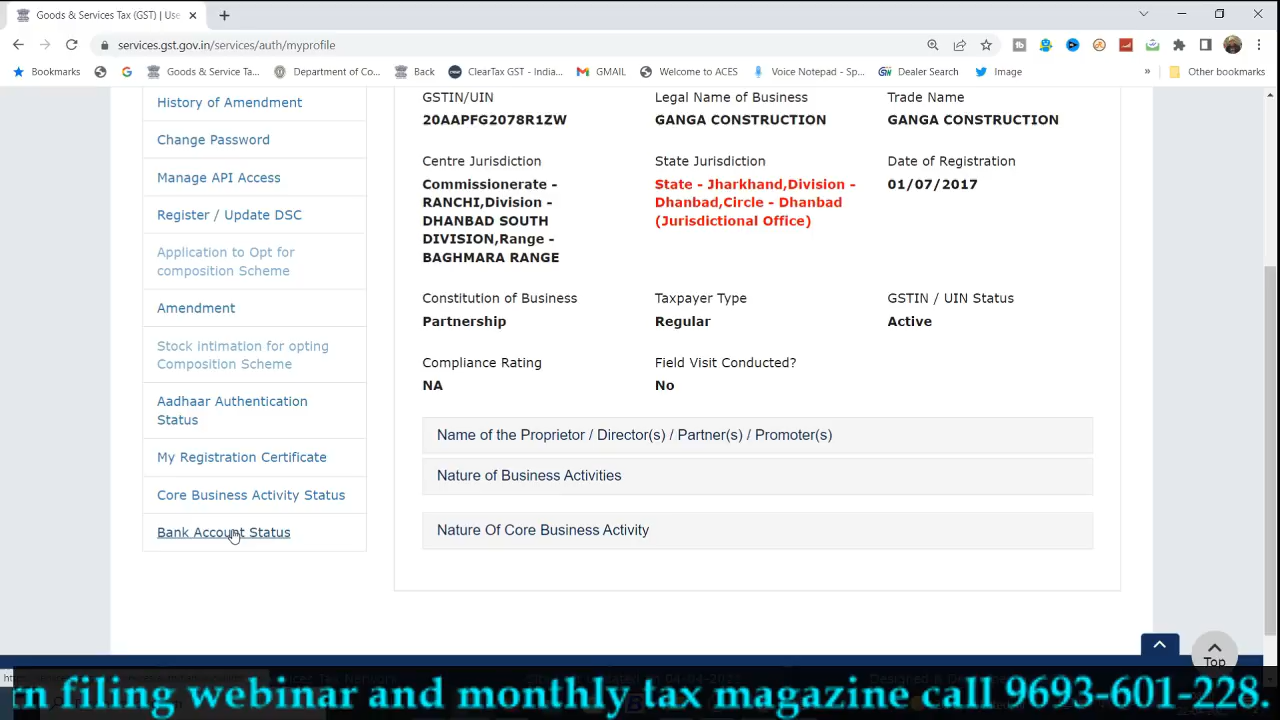 Goods & Services Tax (GST) | Use
services.gst.gov.in/services/auth/myprofile
Bookmarks
Goods & Service Ta...
Department of Co...
Back
ClearTax GST - India...
GMAIL
Welcome to ACES
Voice Notepad - Sp...
Dealer Search
Image
»
Other bookmarks
History of Amendment
Change Password
Manage API Access
Register / Update DSC
Application to Opt for
composition Scheme
Amendment
Stock intimation for opting
Composition Scheme
Aadhaar Authentication
Status
My Registration Certificate
Core Business Activity Status
Bank Account Status
GSTIN/UIN
20AAPFG2078R1ZW
Legal Name of Business
GANGA CONSTRUCTION
Trade Name
GANGA CONSTRUCTION
Centre Jurisdiction
Commissionerate -
RANCHI,Division -
DHANBAD SOUTH
DIVISION,Range -
BAGHMARA RANGE
State Jurisdiction
State - Jharkhand,Division -
Dhanbad,Circle - Dhanbad
(Jurisdictional Office)
Date of Registration
01/07/2017
Constitution of Business
Partnership
Taxpayer Type
Regular
GSTIN / UIN Status
Active
Compliance Rating
NA
Field Visit Conducted?
No
Name of the Proprietor / Director(s) / Partner(s) / Promoter(s)
Nature of Business Activities
Nature Of Core Business Activity
Top
n filing webinar and monthly tax magazine call 9693-601-228.